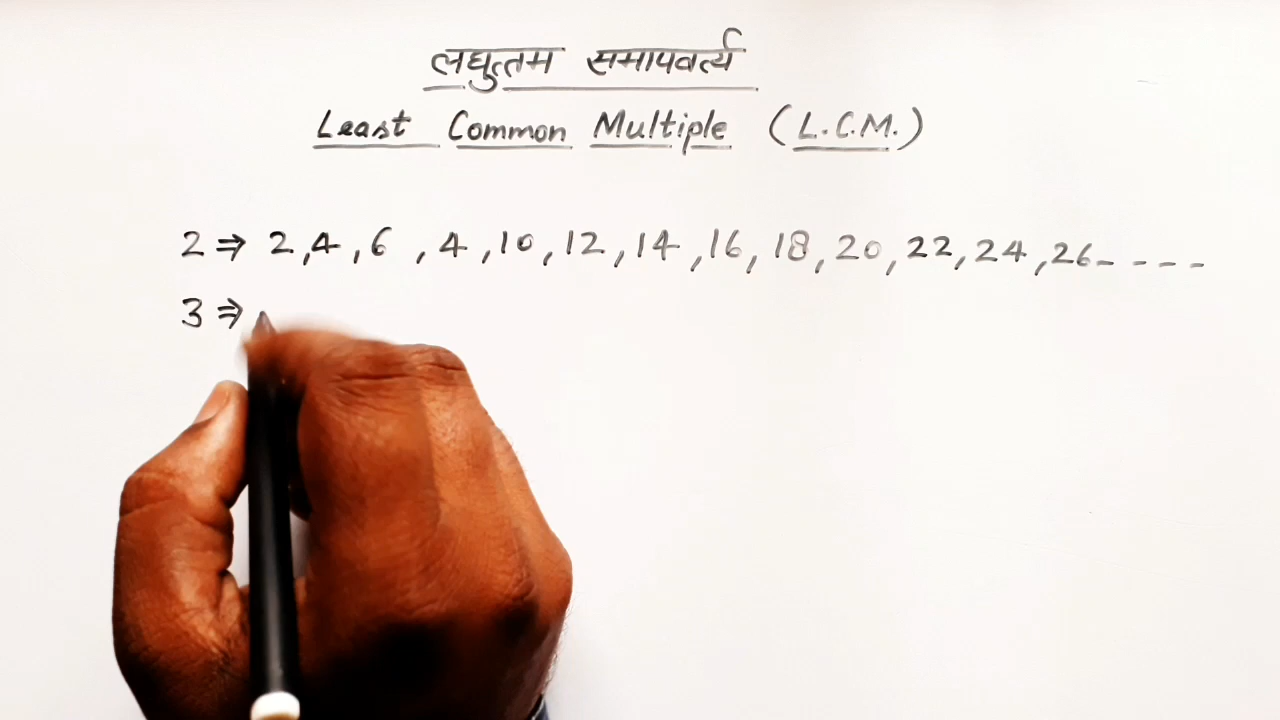 लघुत्तम समापवर्त्य
Least Common Multiple (L.C.M.)
2 ⇒ 2,4,6,4,10,12,14,16,18,20,22,24,26----
3 ⇒